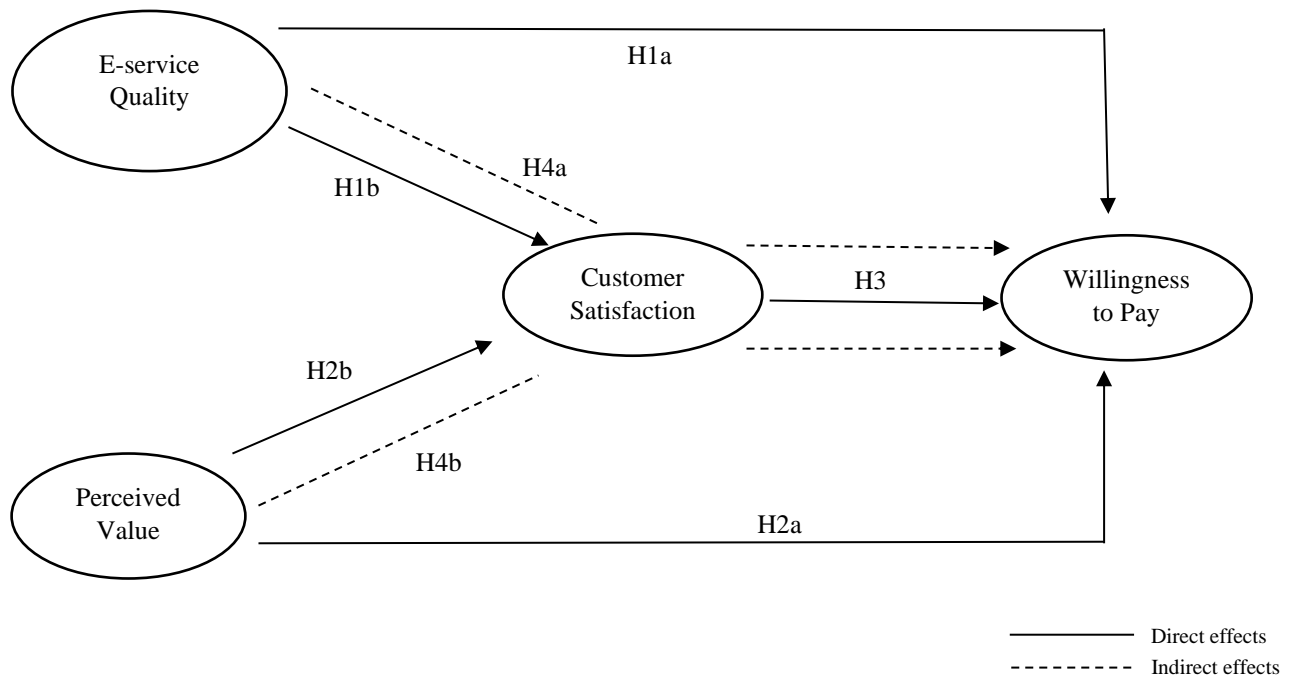 E-service
Quality
H1a
H4a
H1b
Customer
Satisfaction
H3
Willingness
to Pay
H2b
H4b
Perceived
Value
H2a
Direct effects
Indirect effects